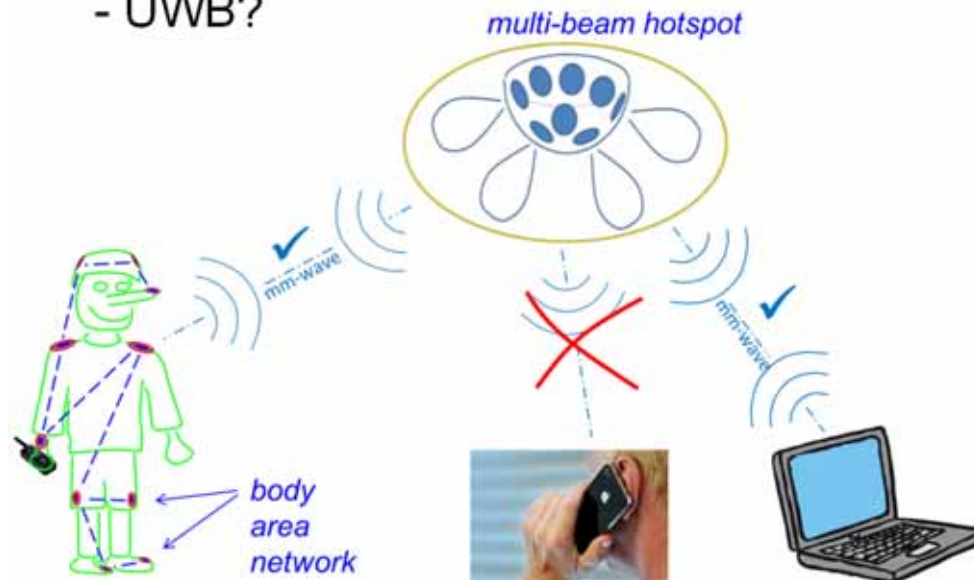 - UWB?
multi-beam hotspot
mm-wave
mm-wave
body
area
network